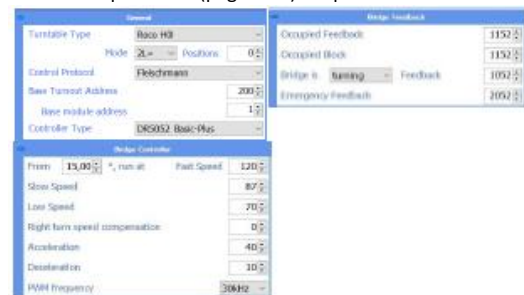 General
Turntable Type Roco H0
Mode 2L= Positions 0
Control Protocol Fleischmann
Base Turnout Address 200
Base module address 1
Controller Type DR5052 Basic-Plus
Bridge Feedback
Occupied Feedback 1152
Occupied Block 1152
Bridge is turning Feedback 1052
Emergency Feedback 2052
Bridge Controller
From 15,00 °, run at Fast Speed 120
Slow Speed 87
Low Speed 70
Right turn speed compensation 0
Acceleration 40
Deceleration 10
PWM frequency 30kHz